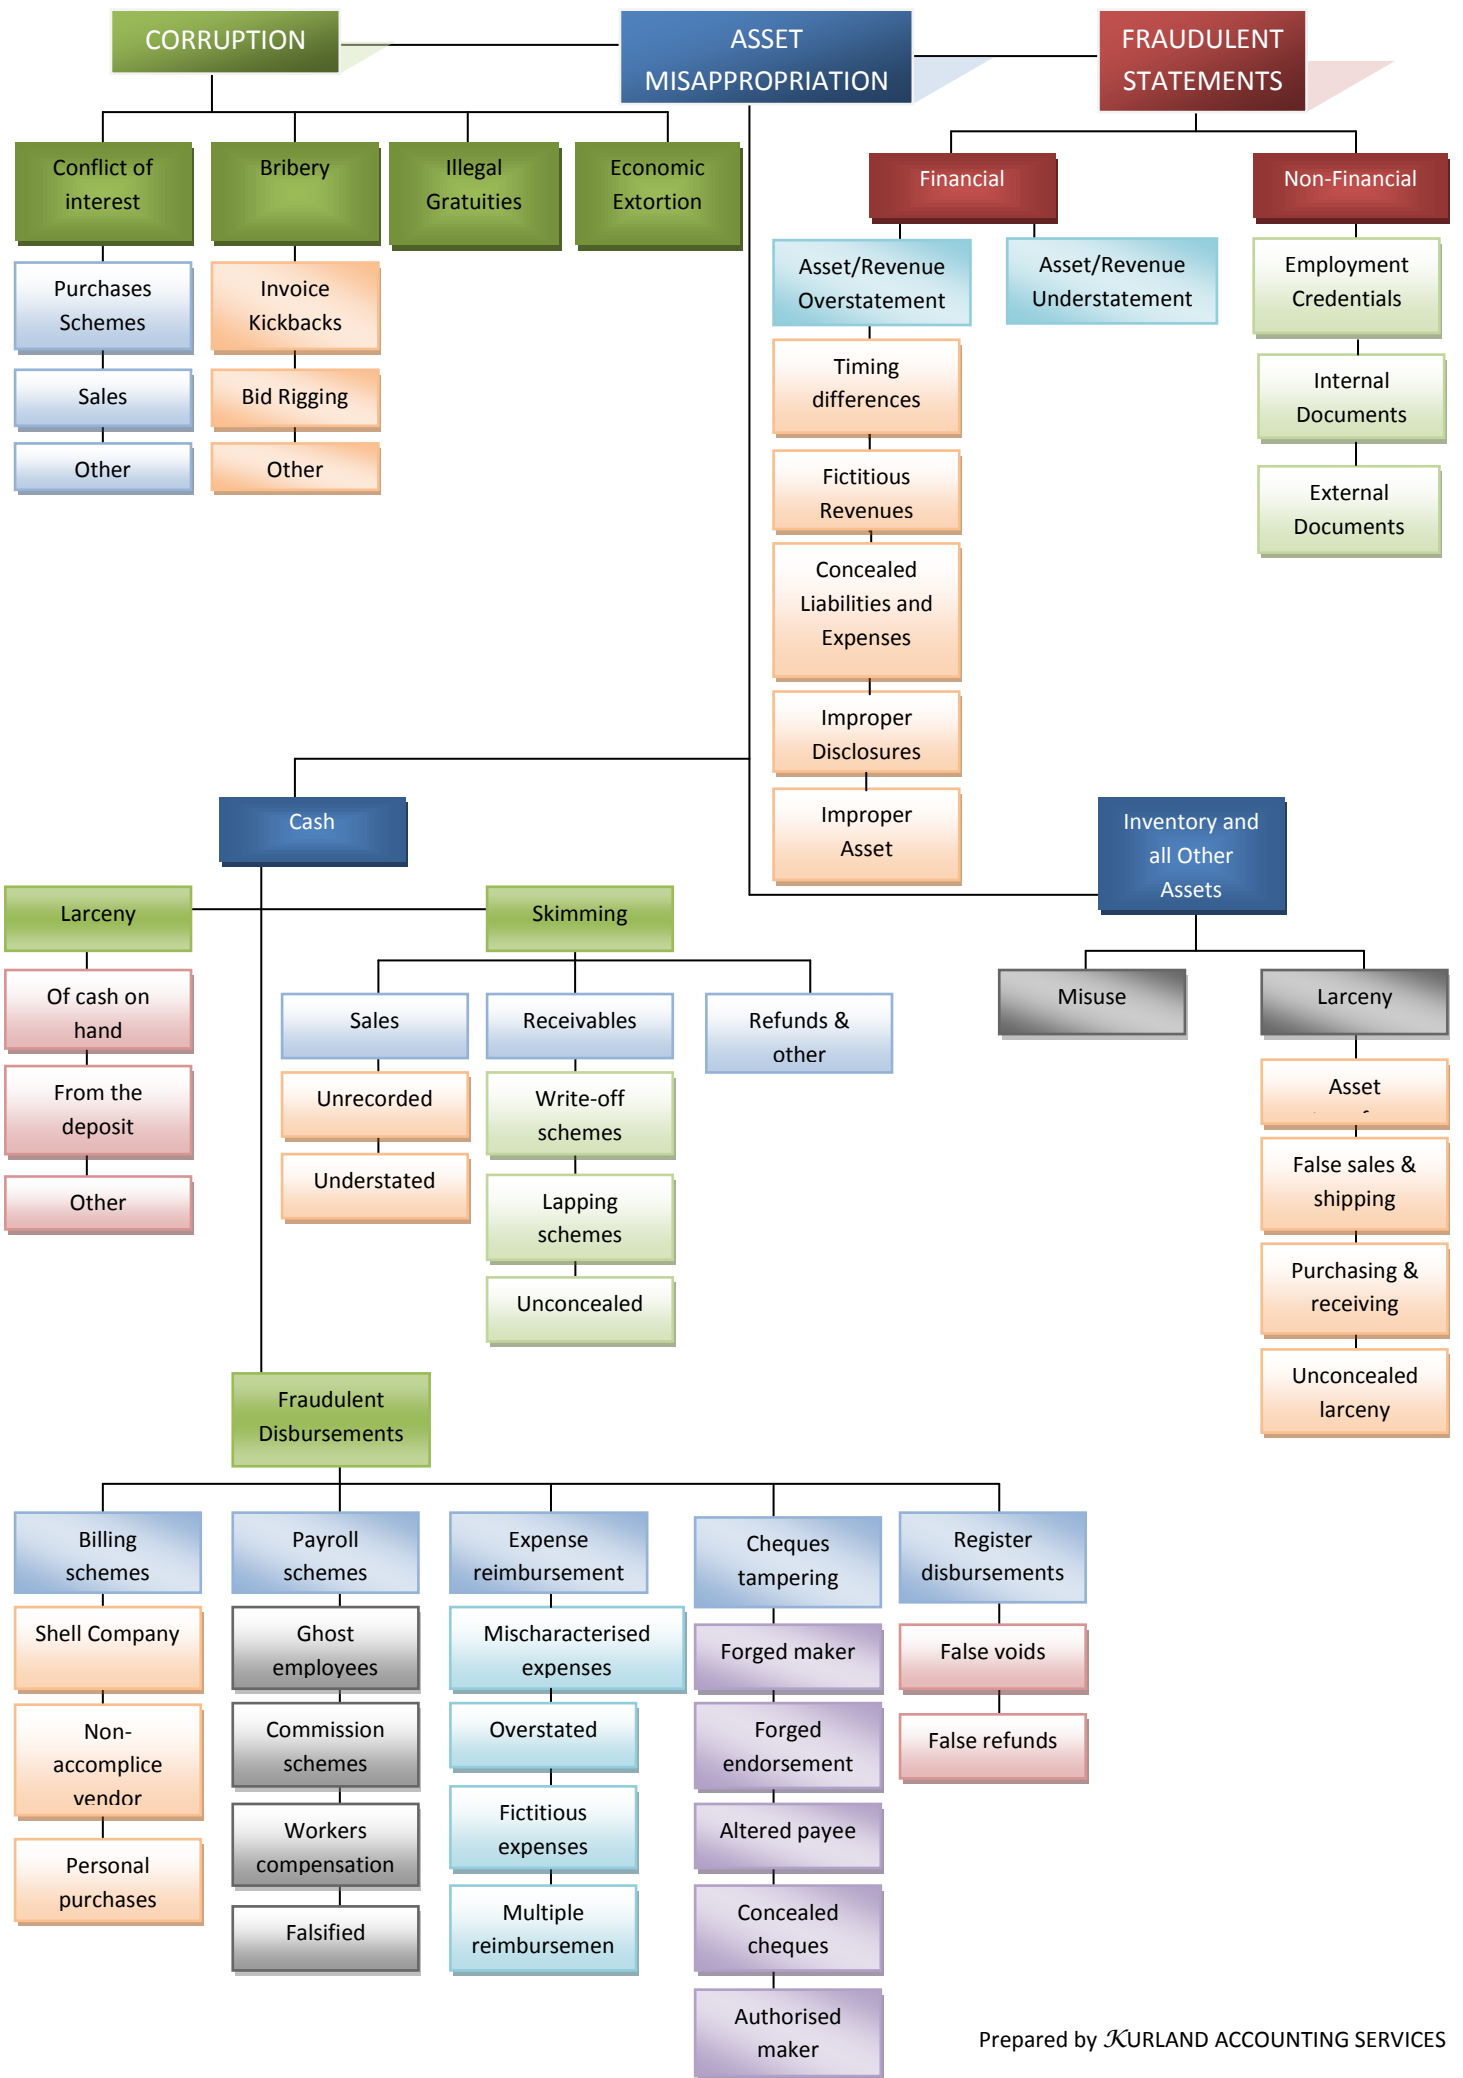 CORRUPTION
ASSET
MISAPPROPRIATION
FRAUDULENT
STATEMENTS
Conflict of
interest
Bribery
Illegal
Gratuities
Economic
Extortion
Financial
Non-Financial
Purchases
Schemes
Sales
Other
Invoice
Kickbacks
Bid Rigging
Other
Asset/Revenue
Overstatement
Asset/Revenue
Understatement
Timing
differences
Fictitious
Revenues
Concealed
Liabilities and
Expenses
Improper
Disclosures
Improper
Asset
Employment
Credentials
Internal
Documents
External
Documents
Cash
Inventory and
all Other
Assets
Larceny
Skimming
Of cash on
hand
From the
deposit
Other
Sales
Unrecorded
Understated
Receivables
Write-off
schemes
Lapping
schemes
Unconcealed
Refunds &
other
Misuse
Larceny
Asset
False sales &
shipping
Purchasing &
receiving
Unconcealed
larceny
Fraudulent
Disbursements
Billing
schemes
Shell Company
Non-
accomplice
vendor
Personal
purchases
Payroll
schemes
Ghost
employees
Commission
schemes
Workers
compensation
Falsified
Expense
reimbursement
Mischaracterised
expenses
Overstated
Fictitious
expenses
Multiple
reimbursemen
Cheques
tampering
Forged maker
Forged
endorsement
Altered payee
Concealed
cheques
Authorised
maker
Register
disbursements
False voids
False refunds
Prepared by KURLAND ACCOUNTING SERVICES